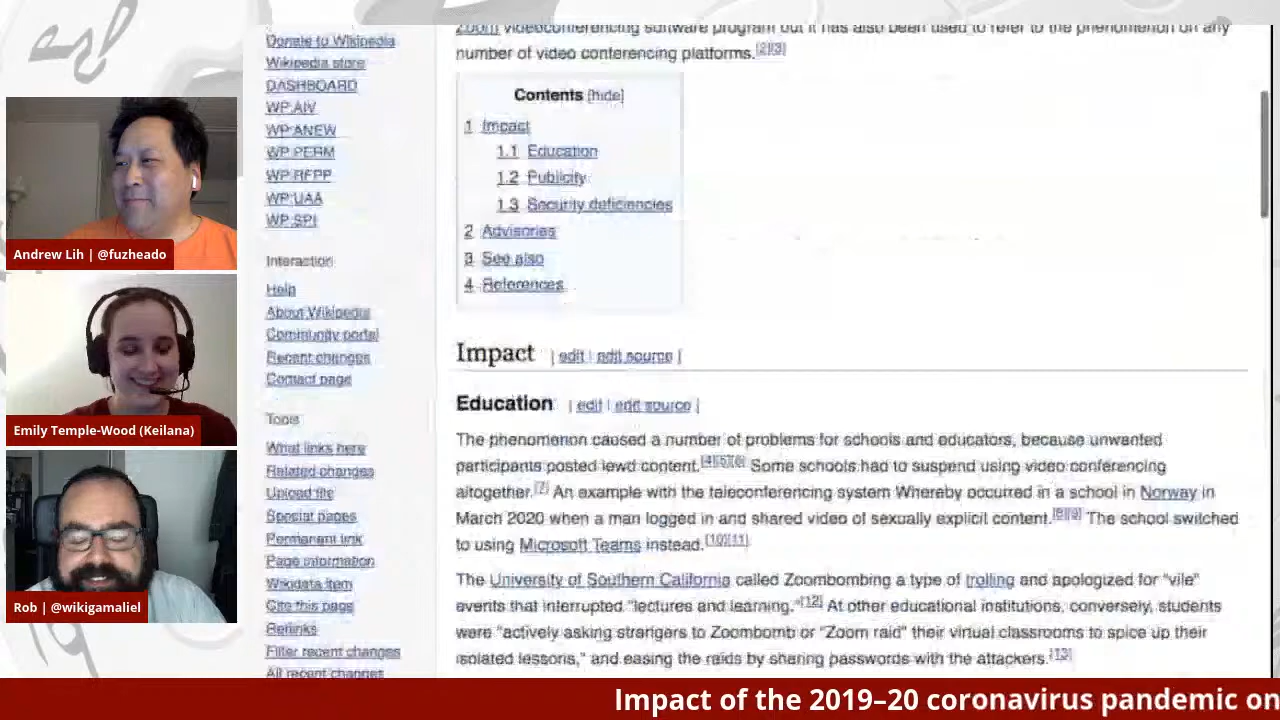 Andrew Lih | @fuzheado
Emily Temple-Wood (Keilana)
Rob | @wikigamaliel
Donate to Wikipedia
Wikipedia store
DASHBOARD
WP:AIV
WP:ANEW
WP:PERM
WP:RFPP
WP:UAA
WP:SPI
Interaction
Help
About Wikipedia
Community portal
Recent changes
Contact page
Tools
What links here
Related changes
Upload file
Special pages
Permanent link
Page information
Wikidata item
Cite this page
Reflinks
Filter recent changes
All recent changes
Zoom videoconferencing software program but it has also been used to refer to the phenomenon on any
number of video conferencing platforms.[2][3]
Contents [hide]
1 Impact
1.1 Education
1.2 Publicity
1.3 Security deficiencies
2 Advisories
3 See also
4 References
Impact [ edit | edit source ]
Education [ edit | edit source ]
The phenomenon caused a number of problems for schools and educators, because unwanted
participants posted lewd content.[4][5][6] Some schools had to suspend using video conferencing
altogether.[7] An example with the teleconferencing system Whereby occurred in a school in Norway in
March 2020 when a man logged in and shared video of sexually explicit content.[8][9] The school switched
to using Microsoft Teams instead.[10][11]
The University of Southern California called Zoombombing a type of trolling and apologized for "vile"
events that interrupted "lectures and learning."[12] At other educational institutions, conversely, students
were "actively asking strangers to Zoombomb or "Zoom raid" their virtual classrooms to spice up their
isolated lessons," and easing the raids by sharing passwords with the attackers.[13]
Impact of the 2019–20 coronavirus pandemic on